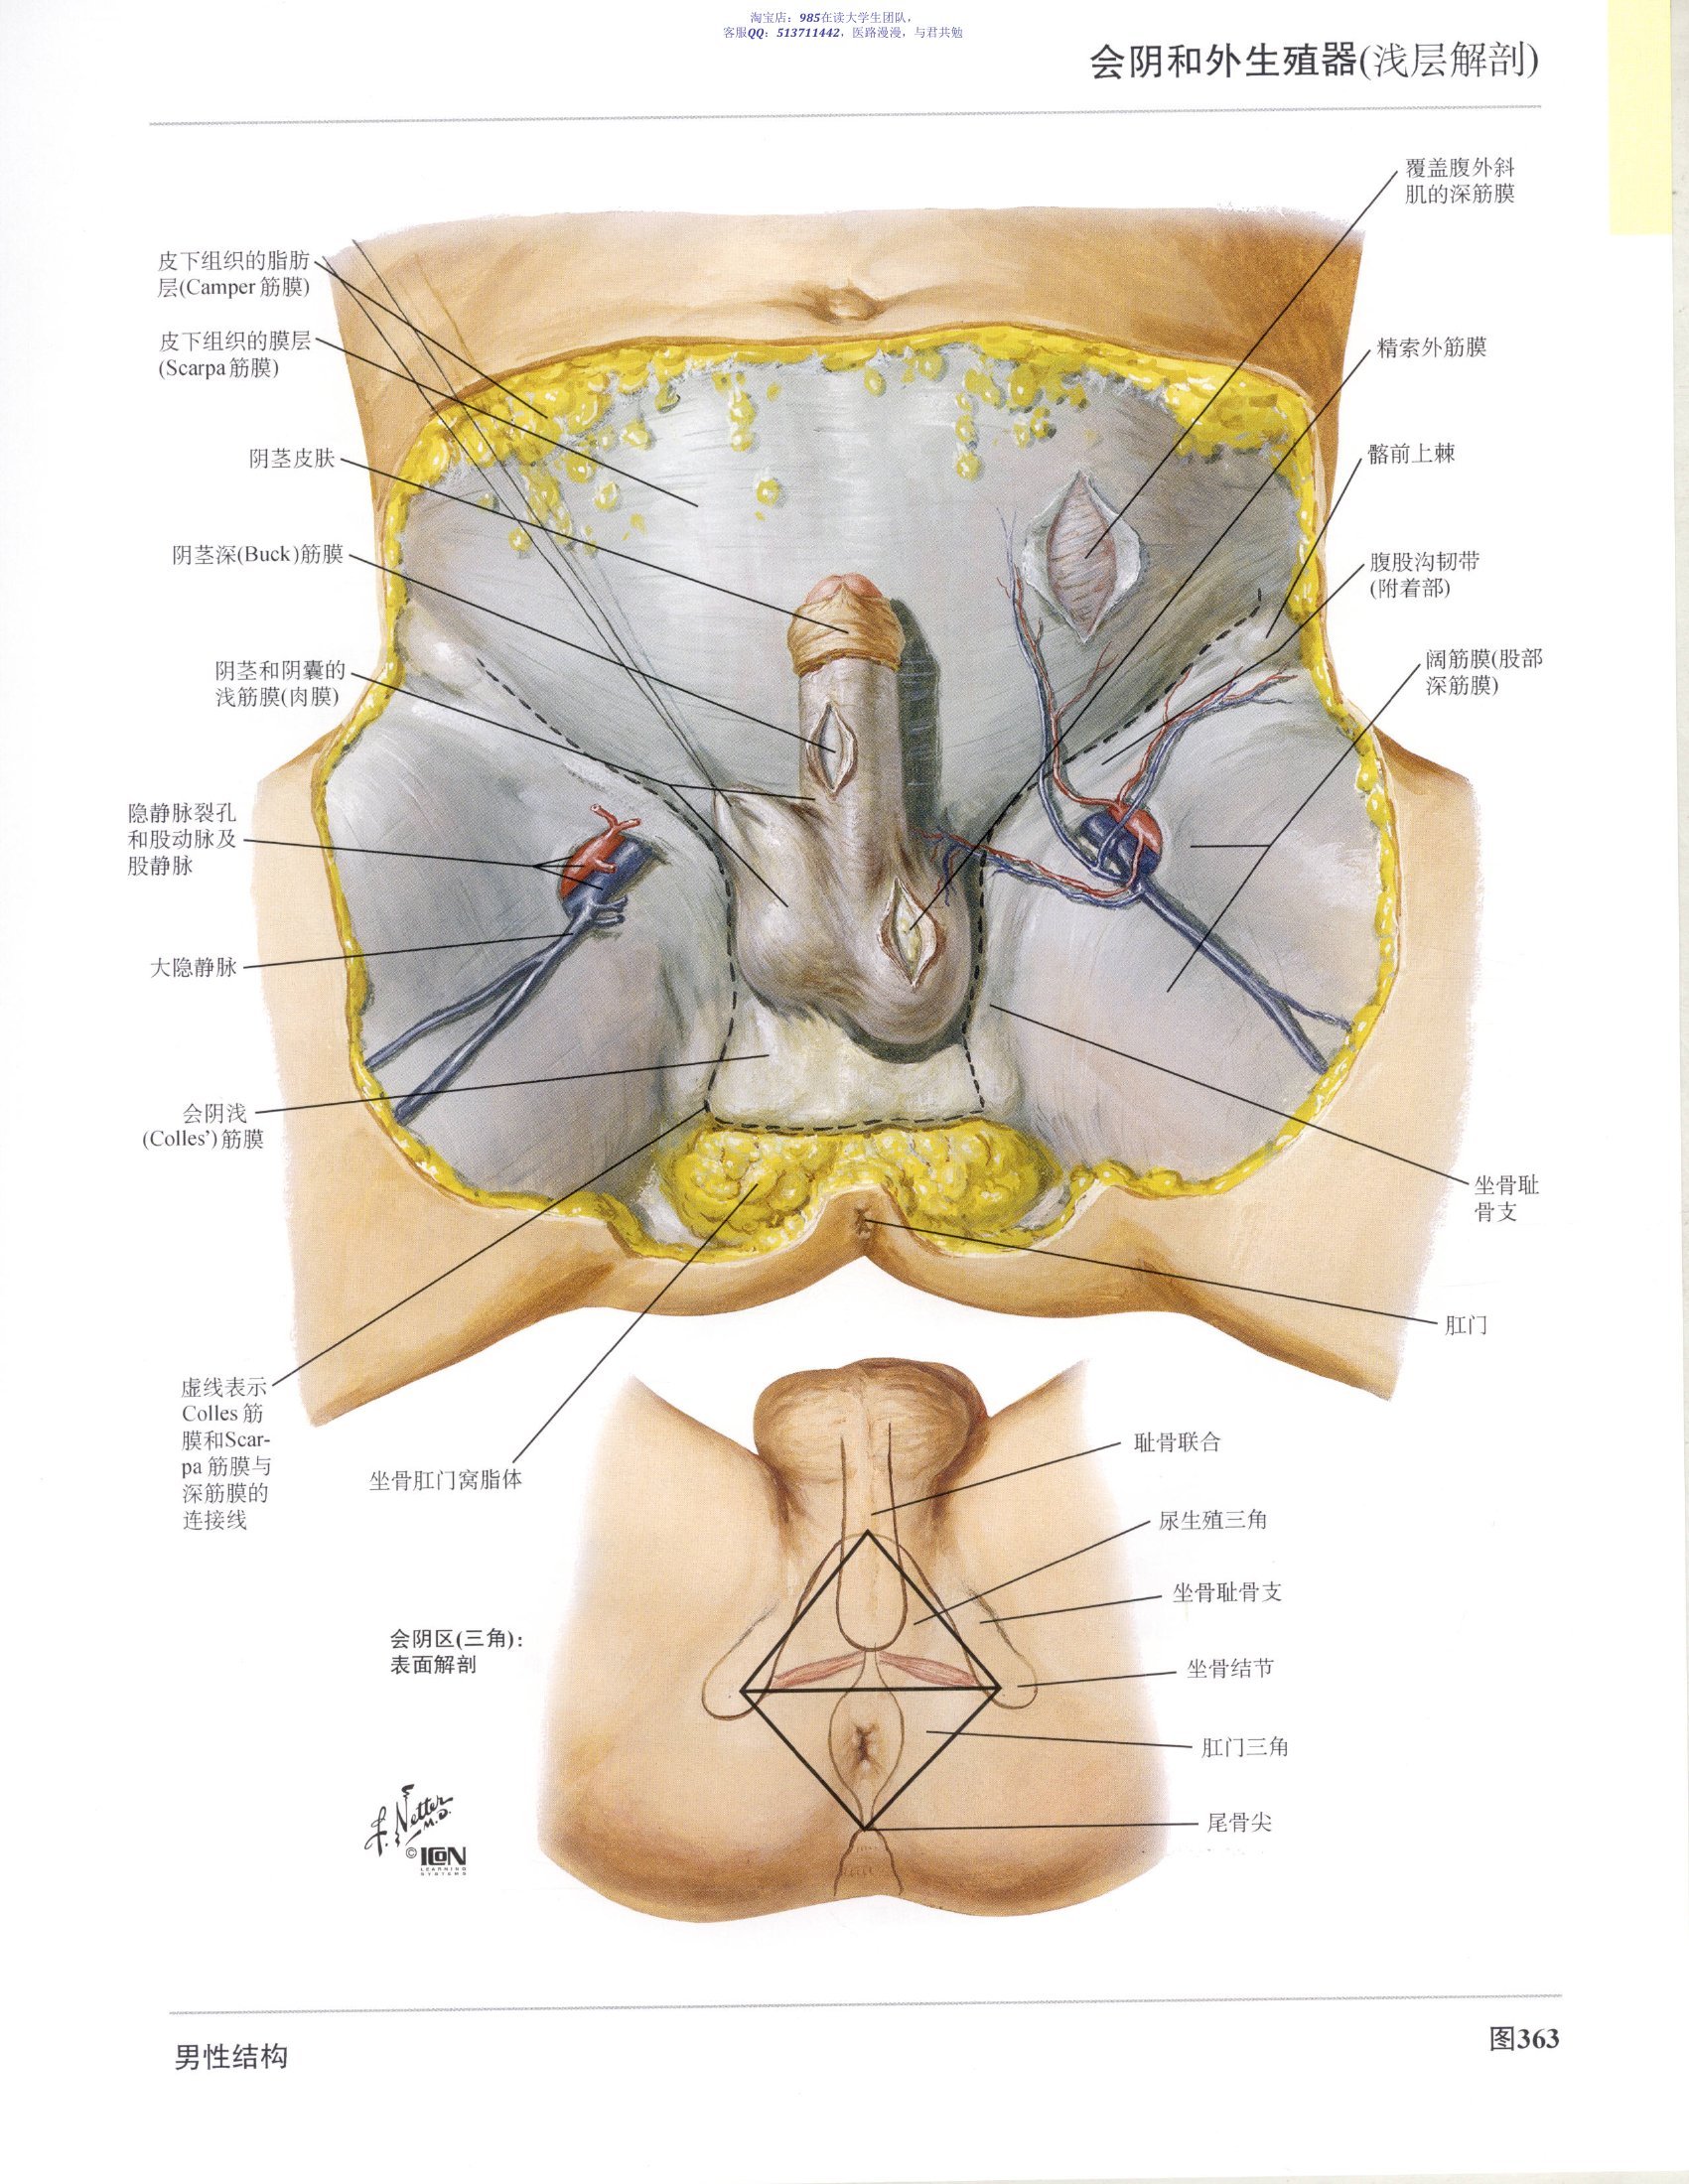 淘宝店：985在读大学生团队，
客服QQ：513711442，医路漫漫，与君共勉
会阴和外生殖器(浅层解剖)
覆盖腹外斜
肌的深筋膜
皮下组织的脂肪
层(Camper 筋膜)
皮下组织的膜层
(Scarpa筋膜)
精索外筋膜
阴茎皮肤
髂前上棘
阴茎深(Buck)筋膜
腹股沟韧带
(附着部)
阴茎和阴囊的
浅筋膜(肉膜)
阔筋膜(股部
深筋膜)
隐静脉裂孔
和股动脉及
股静脉
大隐静脉
会阴浅
(Colles')筋膜
坐骨耻
骨支
肛门
虚线表示
Colles 筋
膜和Scar-
pa 筋膜与
深筋膜的
连接线
坐骨肛门窝脂体
耻骨联合
尿生殖三角
坐骨耻骨支
会阴区(三角)：
表面解剖
坐骨结节
肛门三角
尾骨尖
F. Netter
M.D.
© ICON
LEARNING
SYSTEMS
男性结构
图363